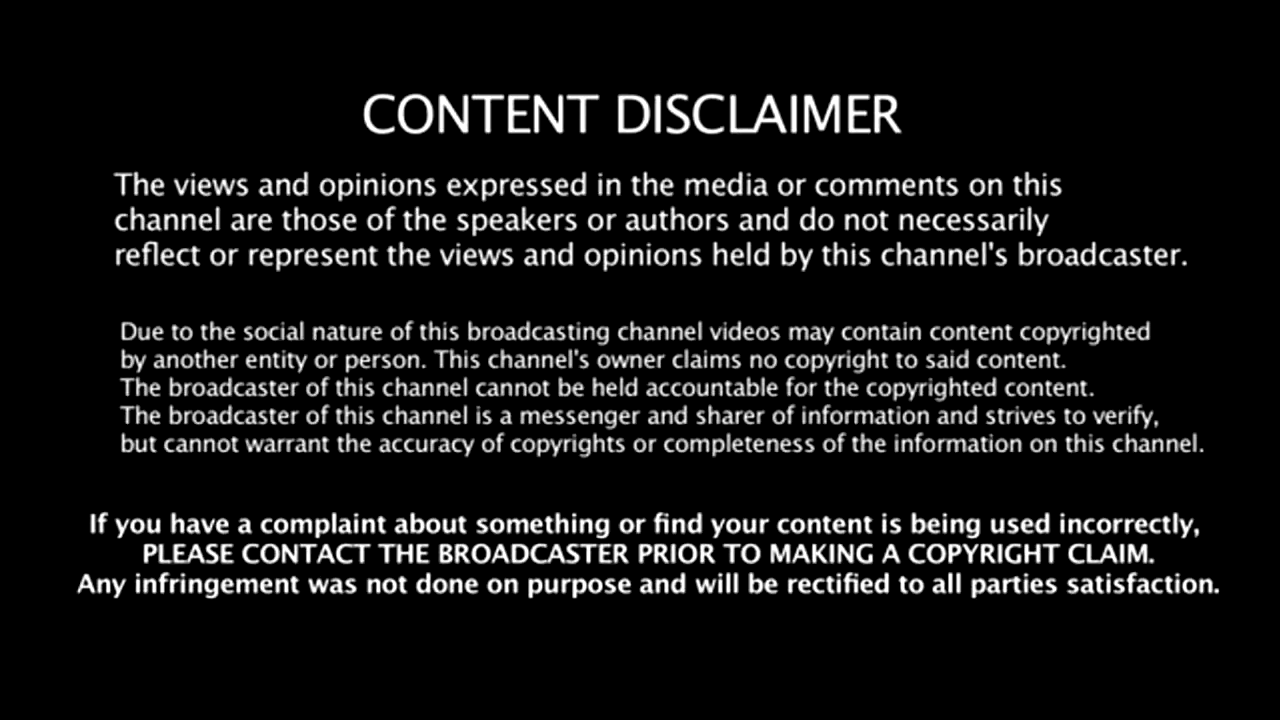 CONTENT DISCLAIMER
The views and opinions expressed in the media or comments on this
channel are those of the speakers or authors and do not necessarily
reflect or represent the views and opinions held by this channel's broadcaster.
Due to the social nature of this broadcasting channel videos may contain content copyrighted
by another entity or person. This channel's owner claims no copyright to said content.
The broadcaster of this channel cannot be held accountable for the copyrighted content.
The broadcaster of this channel is a messenger and sharer of information and strives to verify,
but cannot warrant the accuracy of copyrights or completeness of the information on this channel.
If you have a complaint about something or find your content is being used incorrectly,
PLEASE CONTACT THE BROADCASTER PRIOR TO MAKING A COPYRIGHT CLAIM.
Any infringement was not done on purpose and will be rectified to all parties satisfaction.